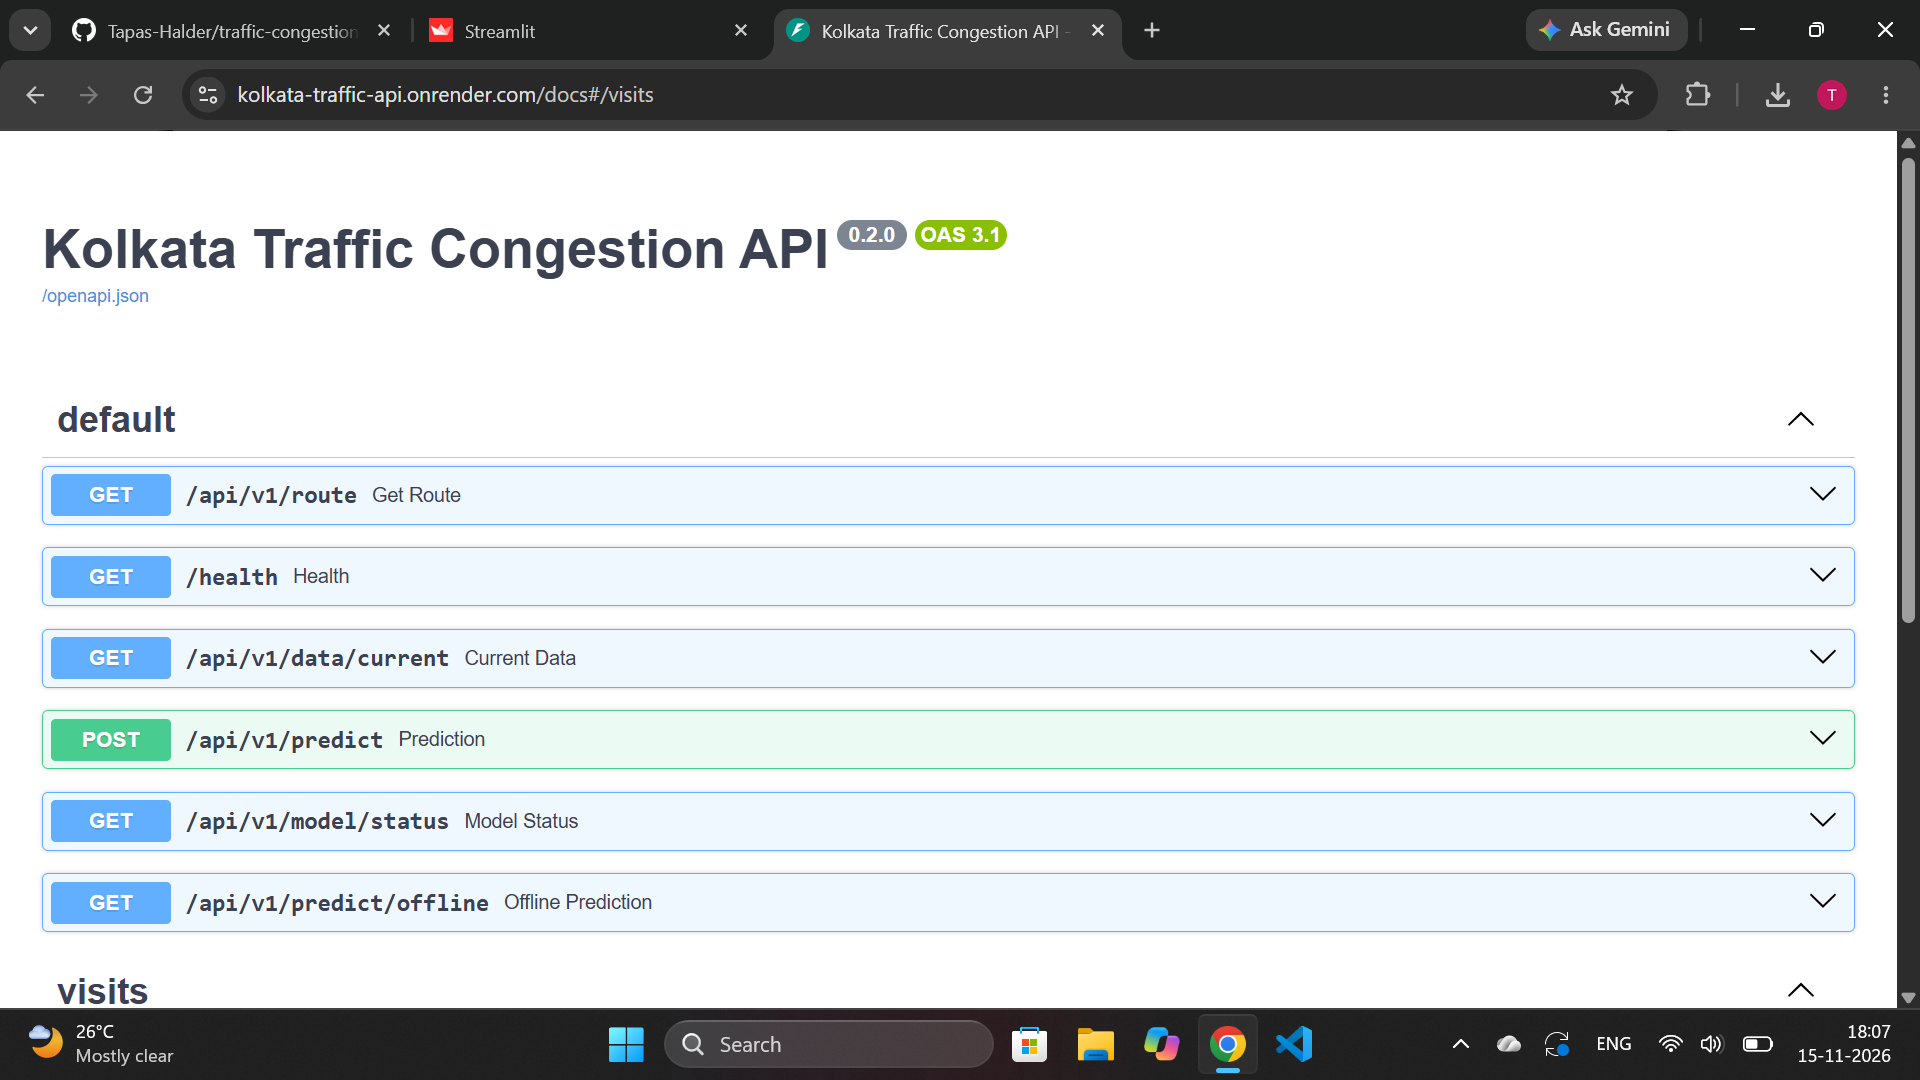 Tapas-Halder/traffic-congestion
Streamlit
Kolkata Traffic Congestion API -
Ask Gemini
kolkata-traffic-api.onrender.com/docs#/visits
T
Kolkata Traffic Congestion API 0.2.0 OAS 3.1
/openapi.json
default
GET /api/v1/route Get Route
GET /health Health
GET /api/v1/data/current Current Data
POST /api/v1/predict Prediction
GET /api/v1/model/status Model Status
GET /api/v1/predict/offline Offline Prediction
visits
26°C
Mostly clear
Search
ENG
18:07
15-11-2026